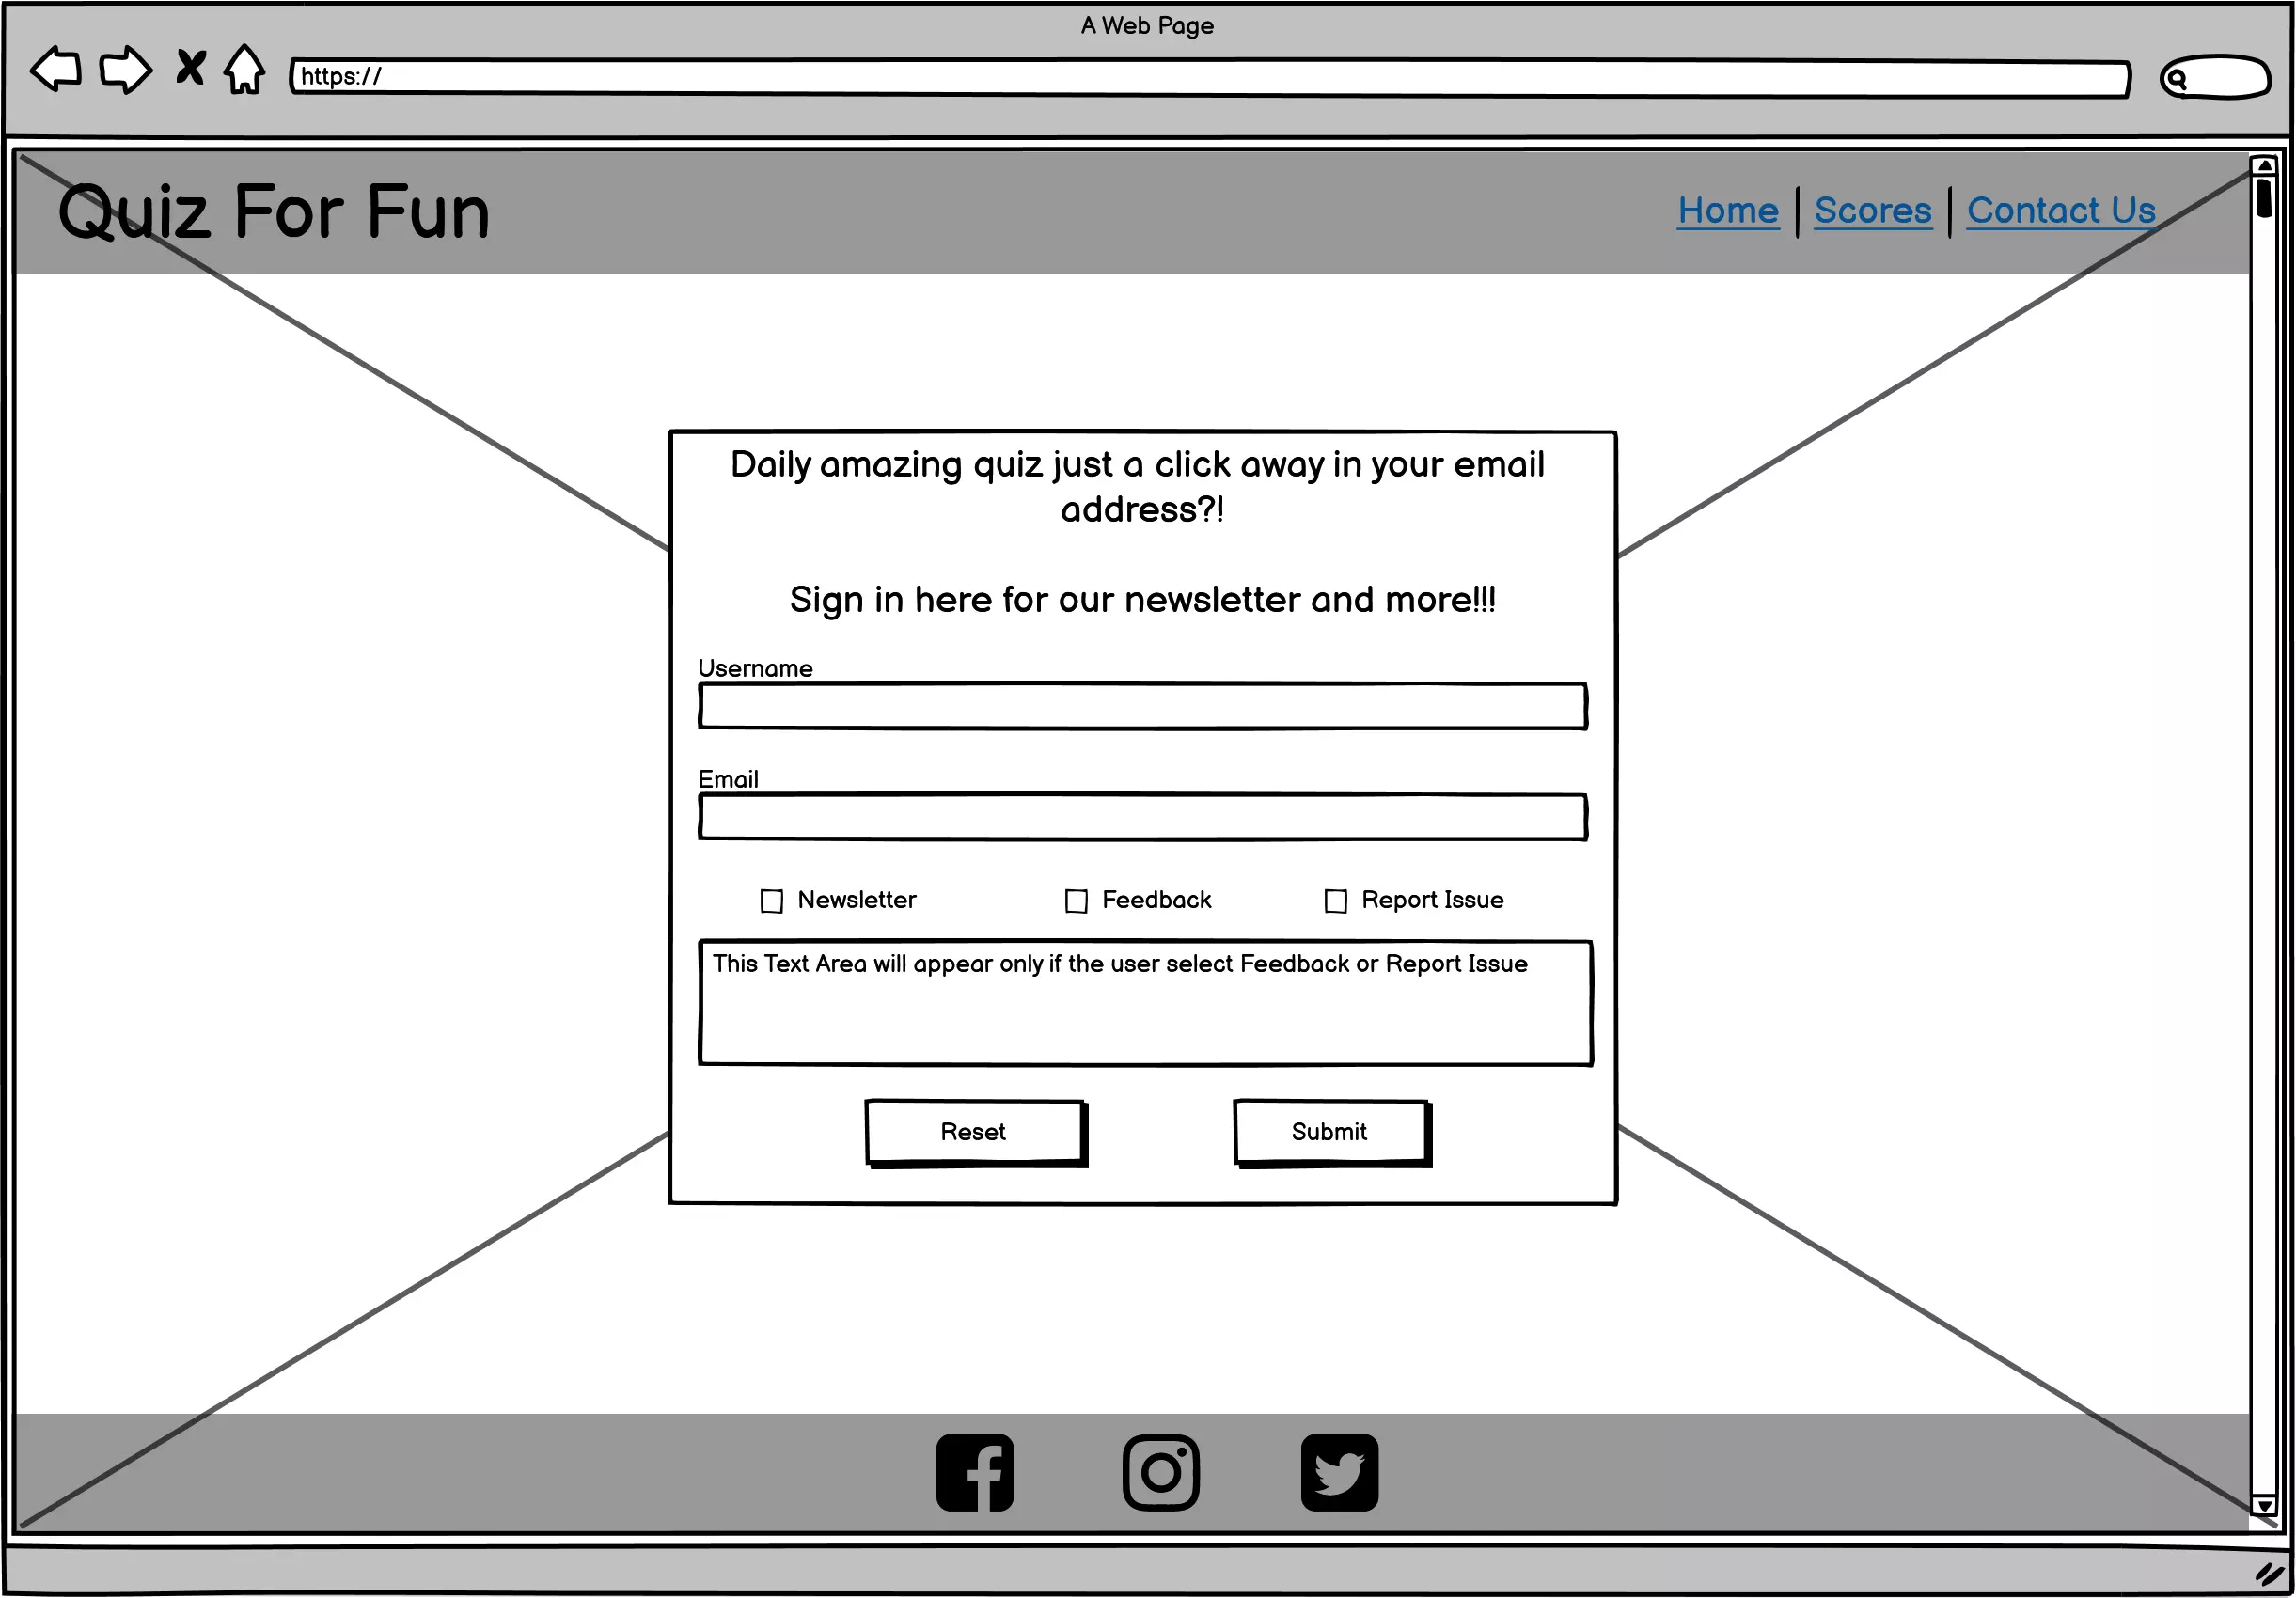 A Web Page
https://
Quiz For Fun
Home | Scores | Contact Us
Daily amazing quiz just a click away in your email
address?!
Sign in here for our newsletter and more!!!
Username
Email
Newsletter Feedback Report Issue
This Text Area will appear only if the user select Feedback or Report Issue
Reset Submit